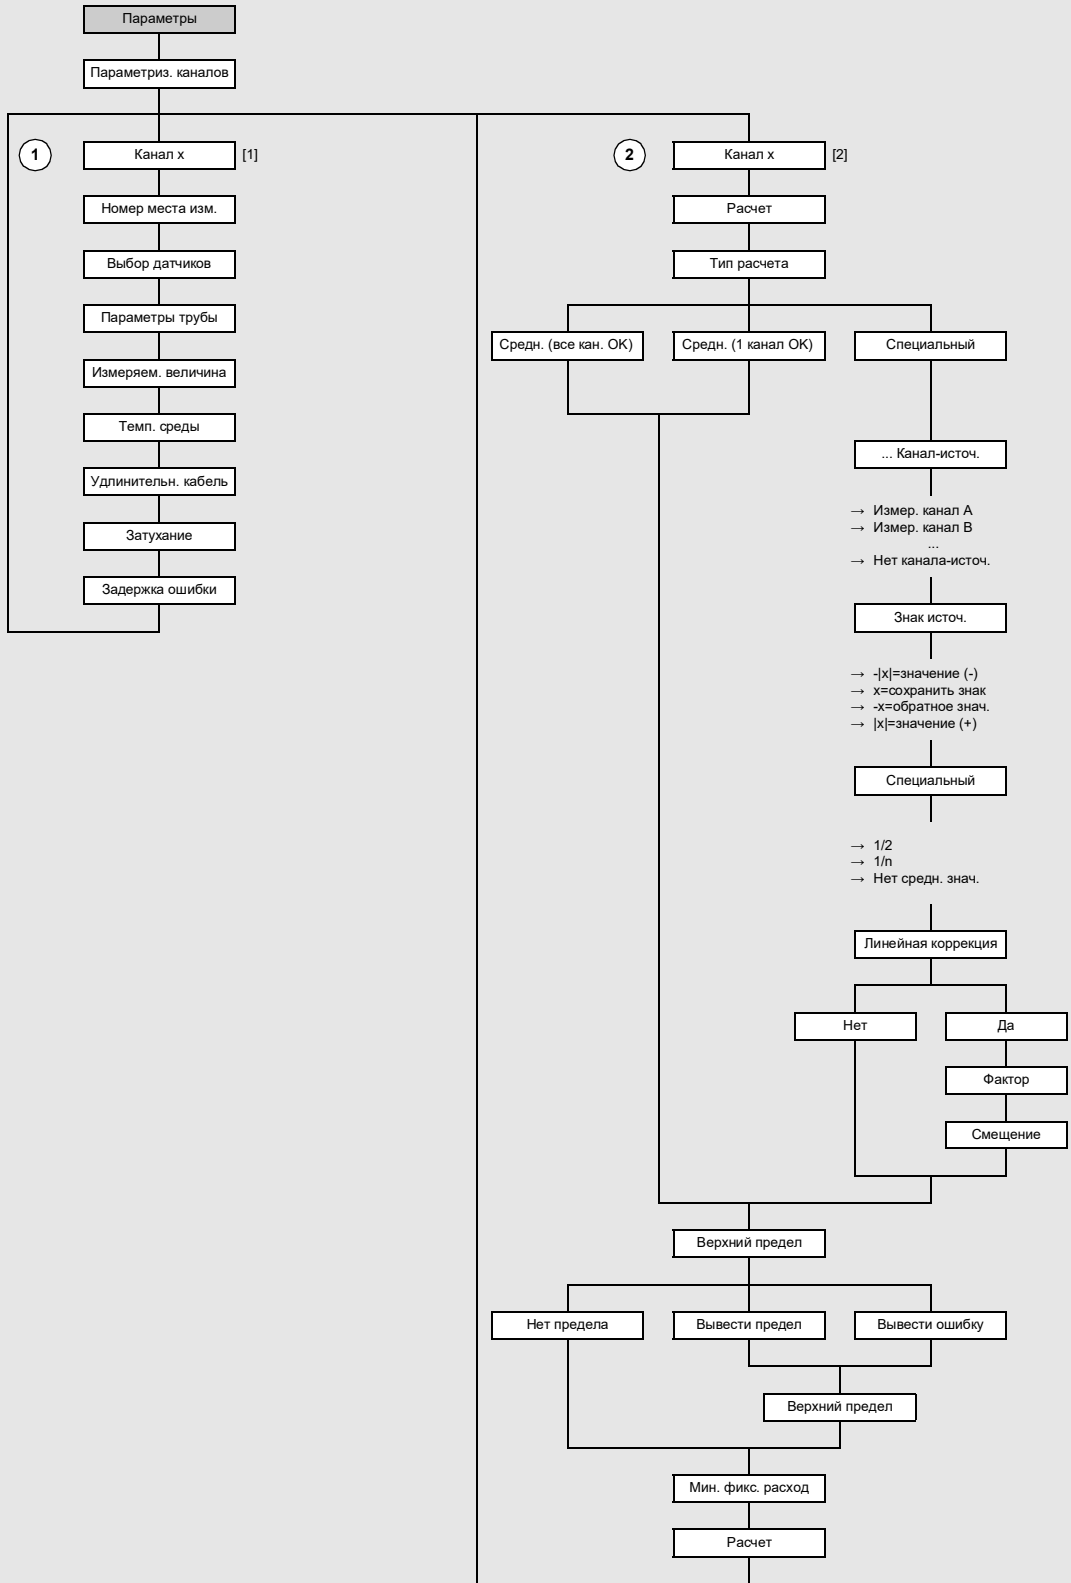 Параметры
Параметриз. каналов
1
Канал x
[1]
Номер места изм.
Выбор датчиков
Параметры трубы
Измеряем. величина
Темп. среды
Удлинительн. кабель
Затухание
Задержка ошибки
2
Канал x
[2]
Расчет
Тип расчета
Средн. (все кан. OK)
Средн. (1 канал OK)
Специальный
... Канал-источ.
→ Измер. канал A
→ Измер. канал B
...
→ Нет канала-источ.
Знак источ.
→ -|x|=значение (-)
→ x=сохранить знак
→ -x=обратное знач.
→ |x|=значение (+)
Специальный
→ 1/2
→ 1/n
→ Нет средн. знач.
Линейная коррекция
Нет
Да
Фактор
Смещение
Верхний предел
Нет предела
Вывести предел
Вывести ошибку
Верхний предел
Мин. фикс. расход
Расчет